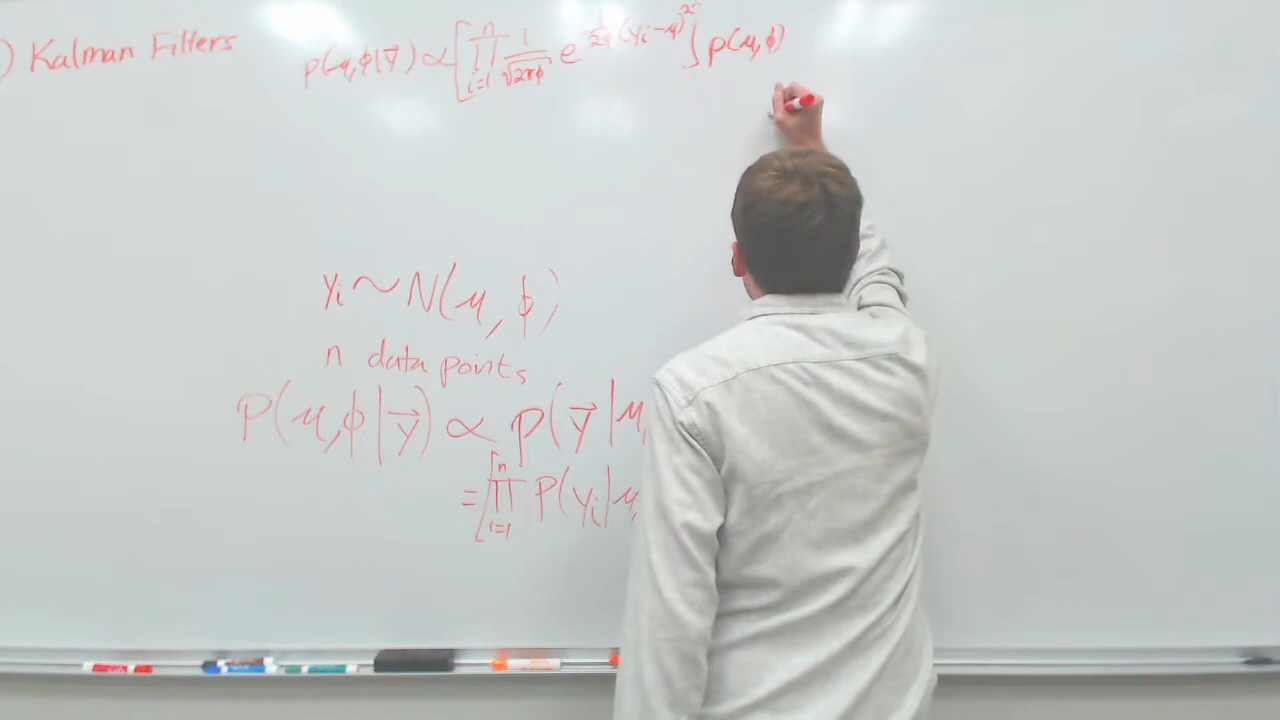 ) Kalman Filters
p(μ,φ|y⃗) ∝ [∏ᵢ₌₁ⁿ 1/√(2πφ) e^(-1/2φ (yᵢ-μ)²)] p(μ,φ)
yᵢ ~ N(μ, φ)
n data points
P(μ,φ|y⃗) ∝ p(y⃗|μ,
= [∏ᵢ₌₁ⁿ P(yᵢ|μ,